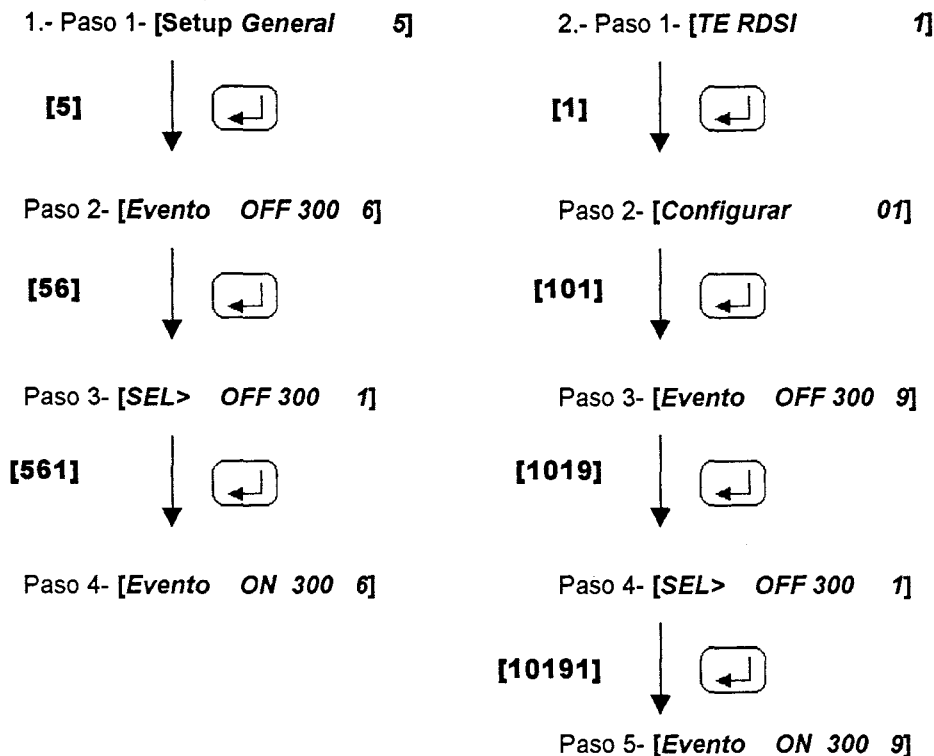 1.- Paso 1- [Setup General 5]
[5]
Paso 2- [Evento OFF 300 6]
[56]
Paso 3- [SEL> OFF 300 1]
[561]
Paso 4- [Evento ON 300 6]
2.- Paso 1- [TE RDSI 1]
[1]
Paso 2- [Configurar 01]
[101]
Paso 3- [Evento OFF 300 9]
[1019]
Paso 4- [SEL> OFF 300 1]
[10191]
Paso 5- [Evento ON 300 9]